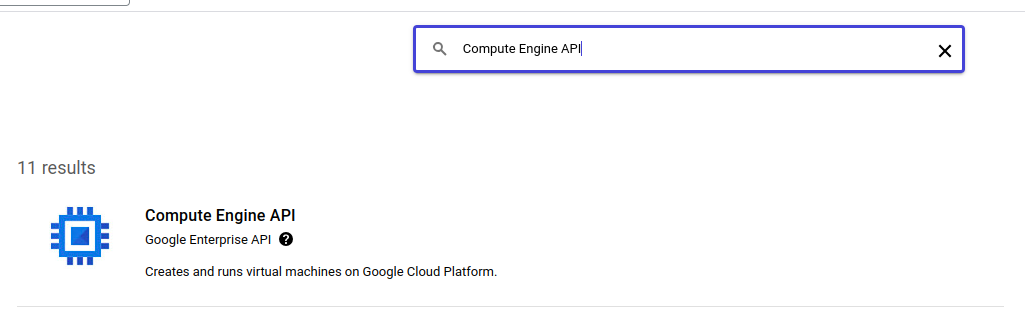 Compute Engine API
11 results
Compute Engine API
Google Enterprise API
Creates and runs virtual machines on Google Cloud Platform.